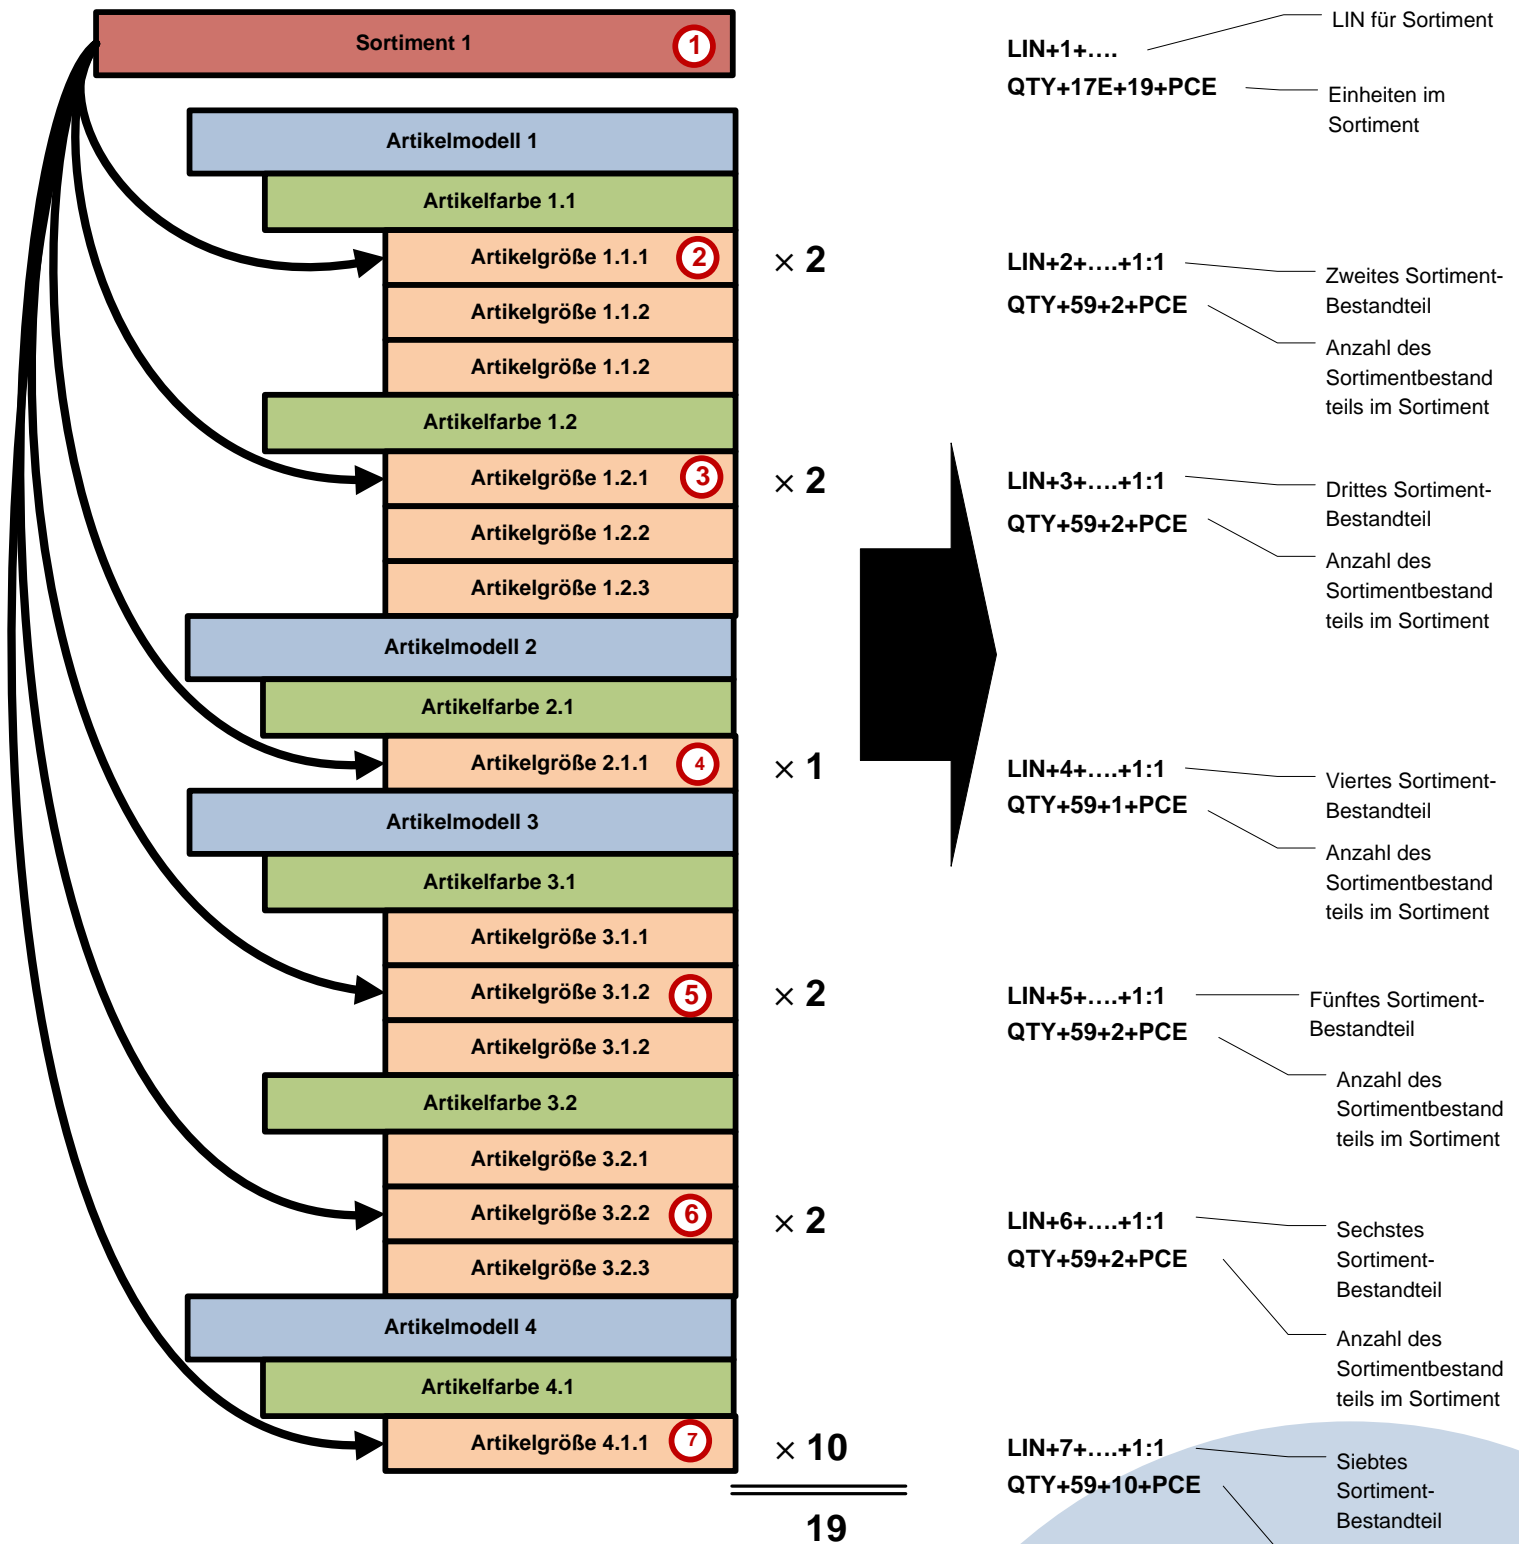 Sortiment 1
1
Artikelmodell 1
Artikelfarbe 1.1
Artikelgröße 1.1.1
2
× 2
Artikelgröße 1.1.2
Artikelgröße 1.1.2
Artikelfarbe 1.2
Artikelgröße 1.2.1
3
× 2
Artikelgröße 1.2.2
Artikelgröße 1.2.3
Artikelmodell 2
Artikelfarbe 2.1
Artikelgröße 2.1.1
4
× 1
Artikelmodell 3
Artikelfarbe 3.1
Artikelgröße 3.1.1
Artikelgröße 3.1.2
5
× 2
Artikelgröße 3.1.2
Artikelfarbe 3.2
Artikelgröße 3.2.1
Artikelgröße 3.2.2
6
× 2
Artikelgröße 3.2.3
Artikelmodell 4
Artikelfarbe 4.1
Artikelgröße 4.1.1
7
× 10
19
LIN+1+….
QTY+17E+19+PCE
LIN für Sortiment
Einheiten im
Sortiment
LIN+2+….+1:1
QTY+59+2+PCE
Zweites Sortiment-
Bestandteil
Anzahl des
Sortimentbestand
teils im Sortiment
LIN+3+….+1:1
QTY+59+2+PCE
Drittes Sortiment-
Bestandteil
Anzahl des
Sortimentbestand
teils im Sortiment
LIN+4+….+1:1
QTY+59+1+PCE
Viertes Sortiment-
Bestandteil
Anzahl des
Sortimentbestand
teils im Sortiment
LIN+5+….+1:1
QTY+59+2+PCE
Fünftes Sortiment-
Bestandteil
Anzahl des
Sortimentbestand
teils im Sortiment
LIN+6+….+1:1
QTY+59+2+PCE
Sechstes
Sortiment-
Bestandteil
Anzahl des
Sortimentbestand
teils im Sortiment
LIN+7+….+1:1
QTY+59+10+PCE
Siebtes
Sortiment-
Bestandteil